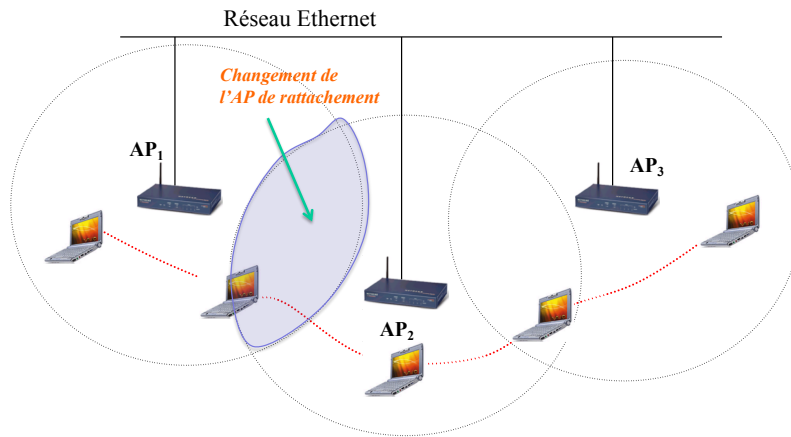 Réseau Ethernet
Changement de
l'AP de rattachement
AP₁
AP₃
AP₂